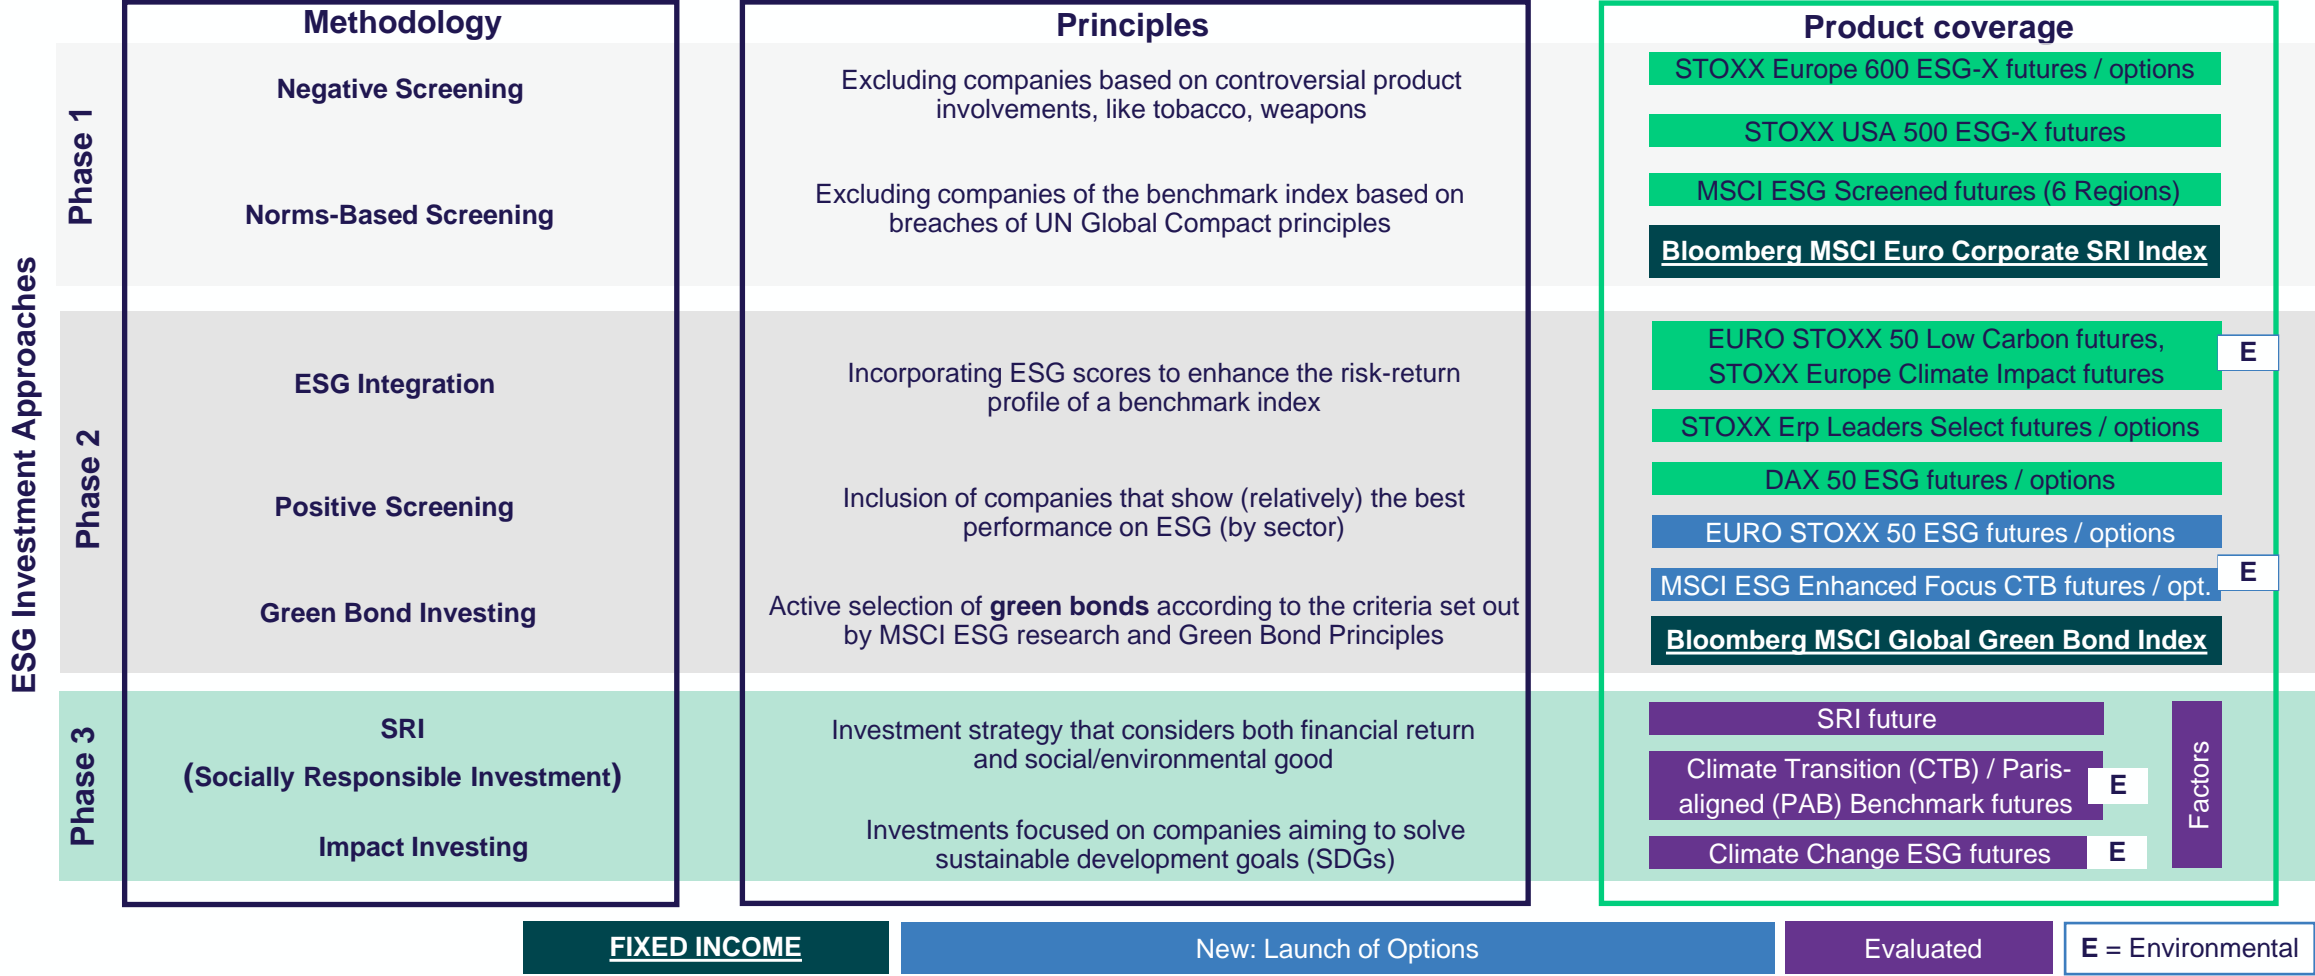 Methodology
Principles
Product coverage
ESG Investment Approaches
Phase 1
Negative Screening
Excluding companies based on controversial product
involvements, like tobacco, weapons
Norms-Based Screening
Excluding companies of the benchmark index based on
breaches of UN Global Compact principles
STOXX Europe 600 ESG-X futures / options
STOXX USA 500 ESG-X futures
MSCI ESG Screened futures (6 Regions)
Bloomberg MSCI Euro Corporate SRI Index
Phase 2
ESG Integration
Incorporating ESG scores to enhance the risk-return
profile of a benchmark index
Positive Screening
Inclusion of companies that show (relatively) the best
performance on ESG (by sector)
Green Bond Investing
Active selection of green bonds according to the criteria set out
by MSCI ESG research and Green Bond Principles
EURO STOXX 50 Low Carbon futures,
STOXX Europe Climate Impact futures
E
STOXX Erp Leaders Select futures / options
DAX 50 ESG futures / options
EURO STOXX 50 ESG futures / options
MSCI ESG Enhanced Focus CTB futures / opt.
E
Bloomberg MSCI Global Green Bond Index
Phase 3
SRI
(Socially Responsible Investment)
Investment strategy that considers both financial return
and social/environmental good
Impact Investing
Investments focused on companies aiming to solve
sustainable development goals (SDGs)
SRI future
Climate Transition (CTB) / Paris-
aligned (PAB) Benchmark futures
E
Climate Change ESG futures
E
Factors
FIXED INCOME
New: Launch of Options
Evaluated
E = Environmental